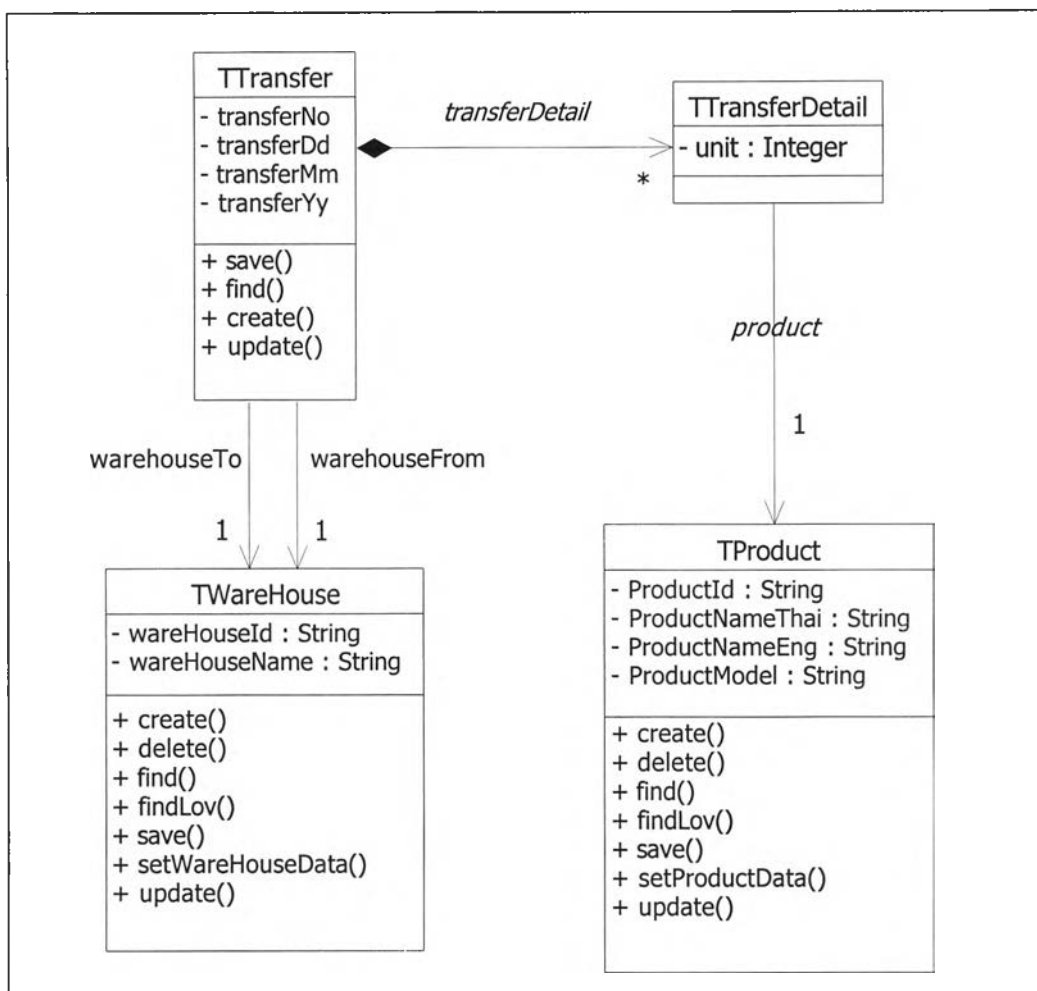 TTransfer
- transferNo
- transferDd
- transferMm
- transferYy
+ save()
+ find()
+ create()
+ update()
transferDetail
*
TTransferDetail
- unit : Integer
product
1
warehouseTo
warehouseFrom
1
1
TWareHouse
- wareHouseId : String
- wareHouseName : String
+ create()
+ delete()
+ find()
+ findLov()
+ save()
+ setWareHouseData()
+ update()
TProduct
- ProductId : String
- ProductNameThai : String
- ProductNameEng : String
- ProductModel : String
+ create()
+ delete()
+ find()
+ findLov()
+ save()
+ setProductData()
+ update()